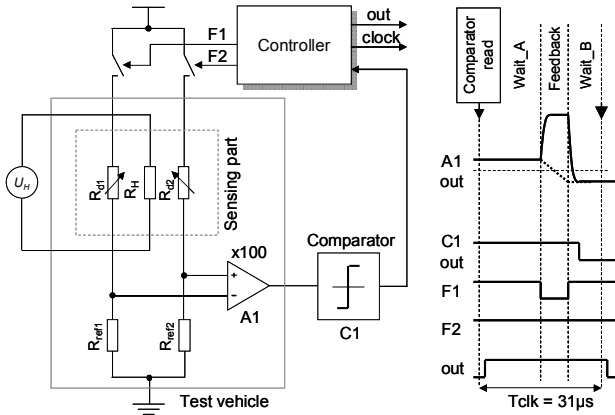 F1
F2
Controller
out
clock
U_H
R_d1
R_H
R_d2
Sensing part
x100
+
−
A1
Comparator
C1
R_ref1
R_ref2
Test vehicle
Comparator read
Wait_A
Feedback
Wait_B
A1
out
C1
out
F1
F2
out
Tclk = 31µs